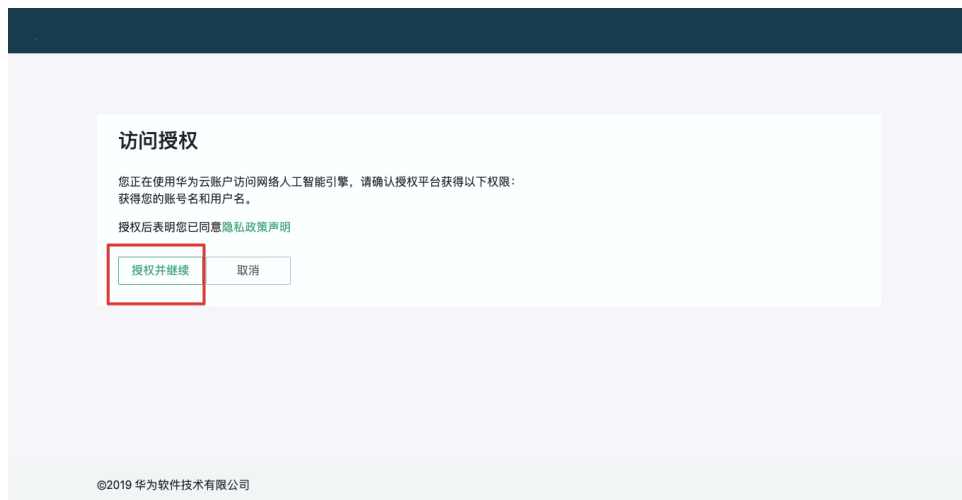 访问授权
您正在使用华为云账户访问网络人工智能引擎，请确认授权平台获得以下权限：
获得您的账号名和用户名。
授权后表明您已同意隐私政策声明
授权并继续 取消
©2019 华为软件技术有限公司